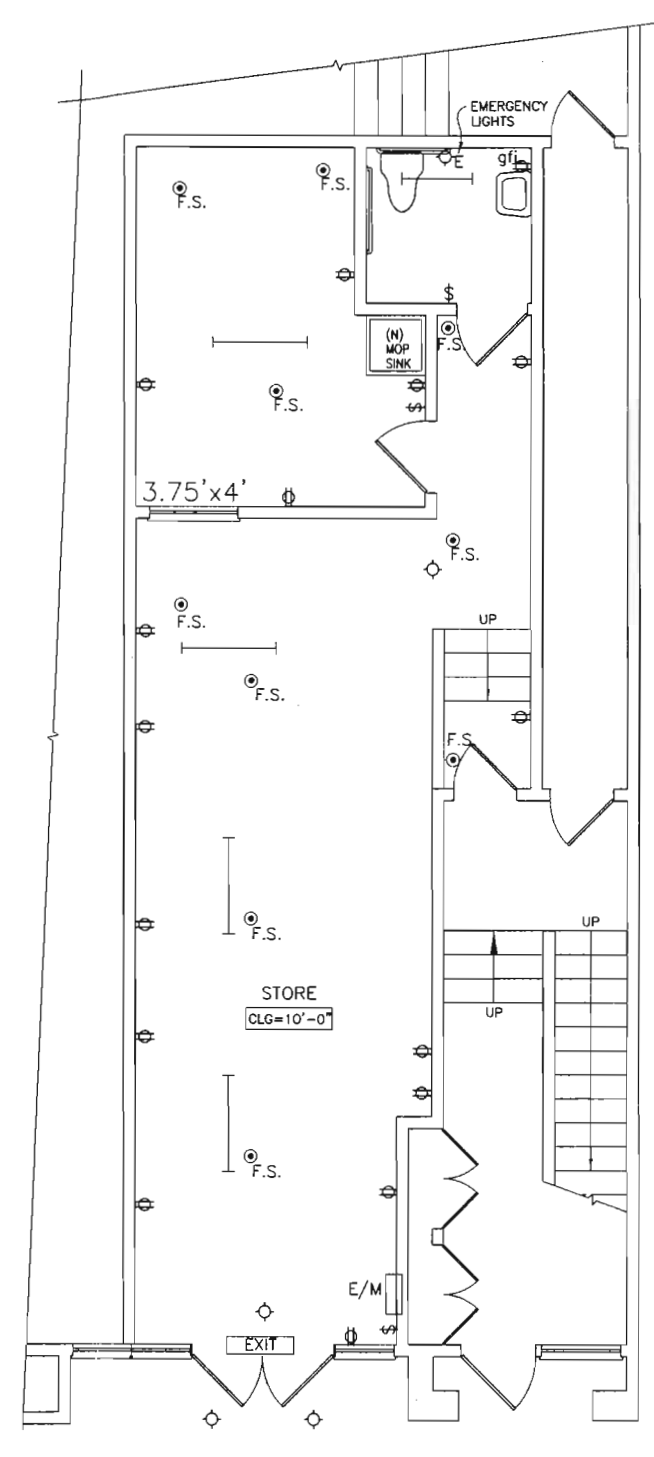 EMERGENCY
LIGHTS
E
gfi
F.S.
F.S.
$
F.S.
(N)
MOP
SINK
F.S.
$
3.75'x4'
F.S.
F.S.
UP
F.S.
F.S
F.S.
UP
STORE
CLG=10'-0"
UP
F.S.
E/M
$
EXIT